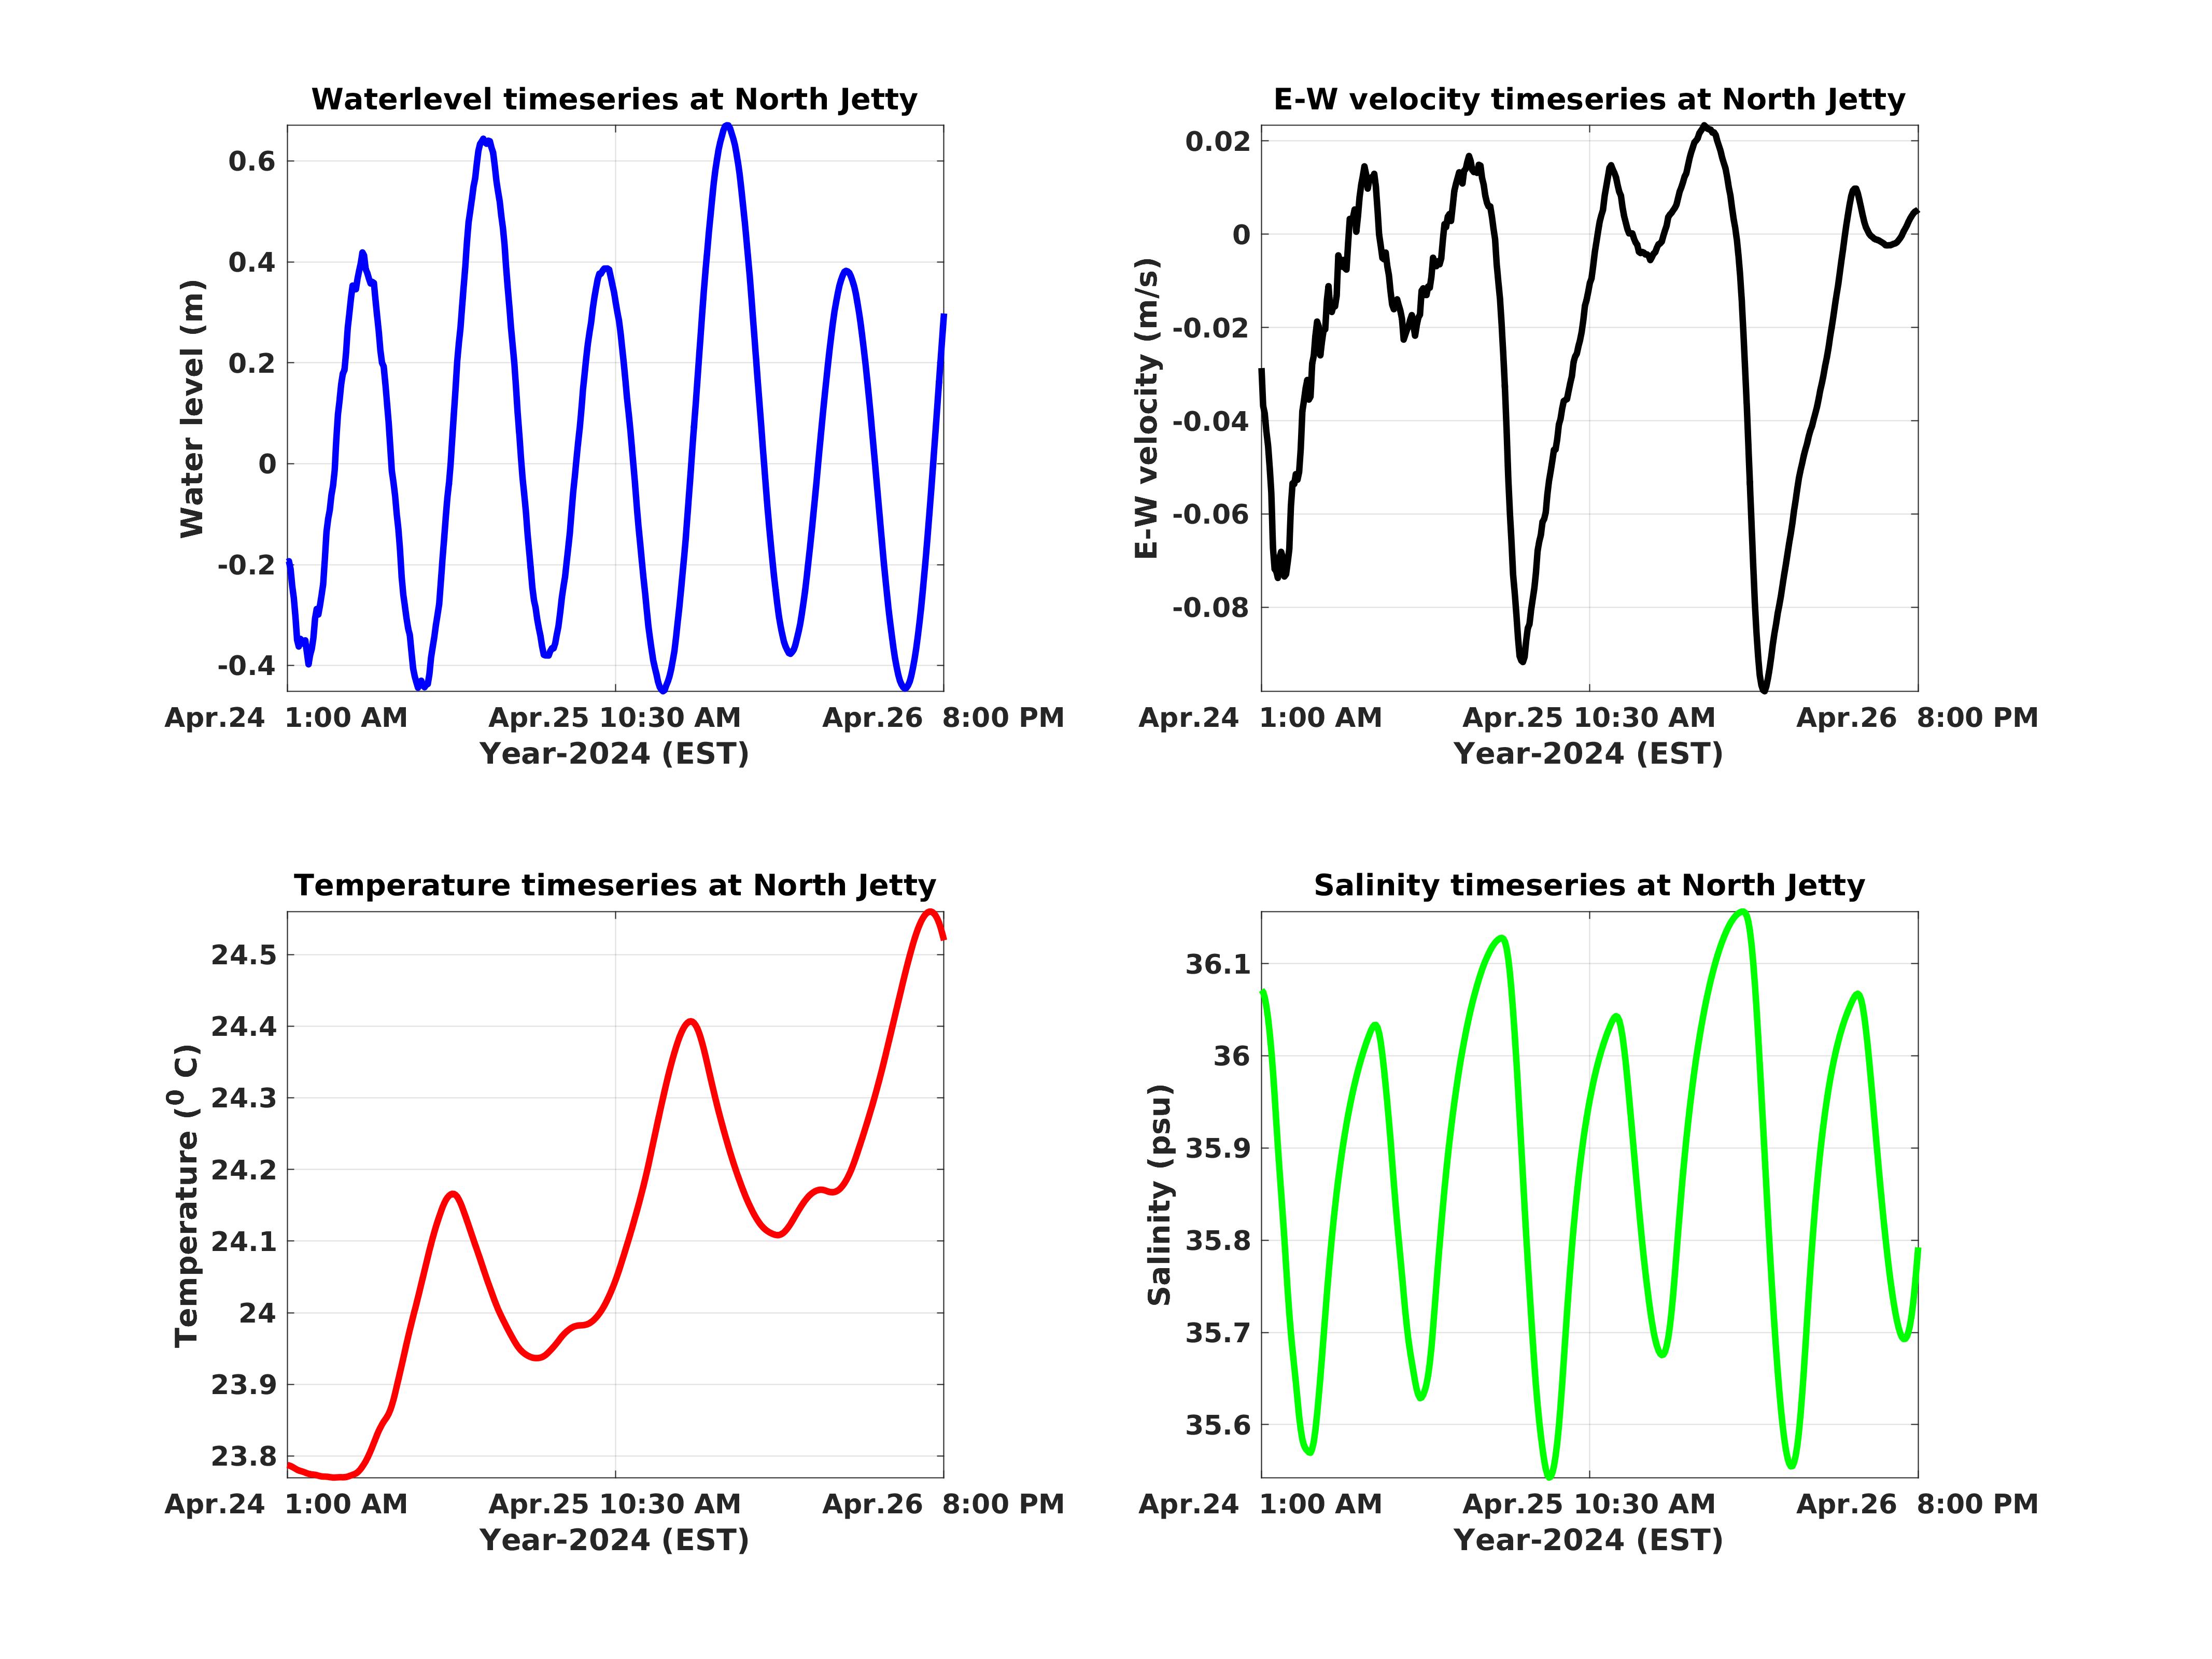 Waterlevel timeseries at North Jetty
Water level (m)
0.6
0.4
0.2
0
-0.2
-0.4
Apr.24 1:00 AM Apr.25 10:30 AM Apr.26 8:00 PM
Year-2024 (EST)
E-W velocity timeseries at North Jetty
E-W velocity (m/s)
0.02
0
-0.02
-0.04
-0.06
-0.08
Apr.24 1:00 AM Apr.25 10:30 AM Apr.26 8:00 PM
Year-2024 (EST)
Temperature timeseries at North Jetty
Temperature (⁰ C)
24.5
24.4
24.3
24.2
24.1
24
23.9
23.8
Apr.24 1:00 AM Apr.25 10:30 AM Apr.26 8:00 PM
Year-2024 (EST)
Salinity timeseries at North Jetty
Salinity (psu)
36.1
36
35.9
35.8
35.7
35.6
Apr.24 1:00 AM Apr.25 10:30 AM Apr.26 8:00 PM
Year-2024 (EST)